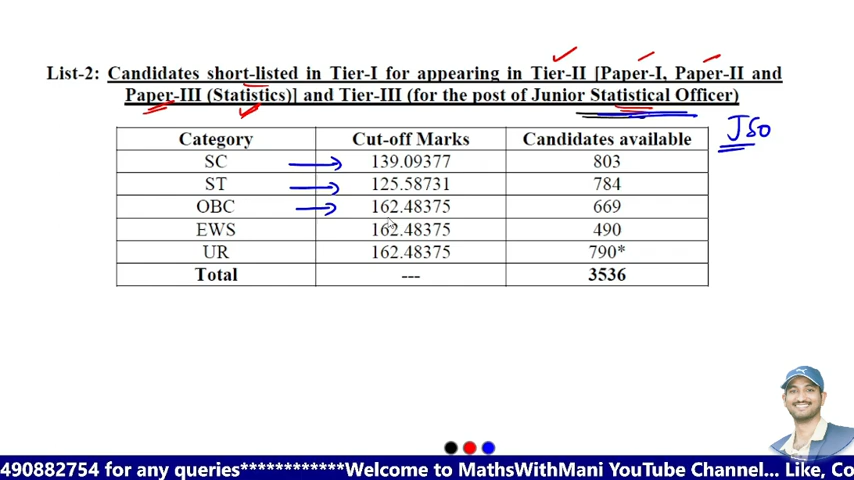 List-2: Candidates short-listed in Tier-I for appearing in Tier-II [Paper-I, Paper-II and
Paper-III (Statistics)] and Tier-III (for the post of Junior Statistical Officer)
JSO
Category Cut-off Marks Candidates available
SC 139.09377 803
ST 125.58731 784
OBC 162.48375 669
EWS 162.48375 490
UR 162.48375 790*
Total --- 3536
490882754 for any queries************Welcome to MathsWithMani YouTube Channel... Like, Co